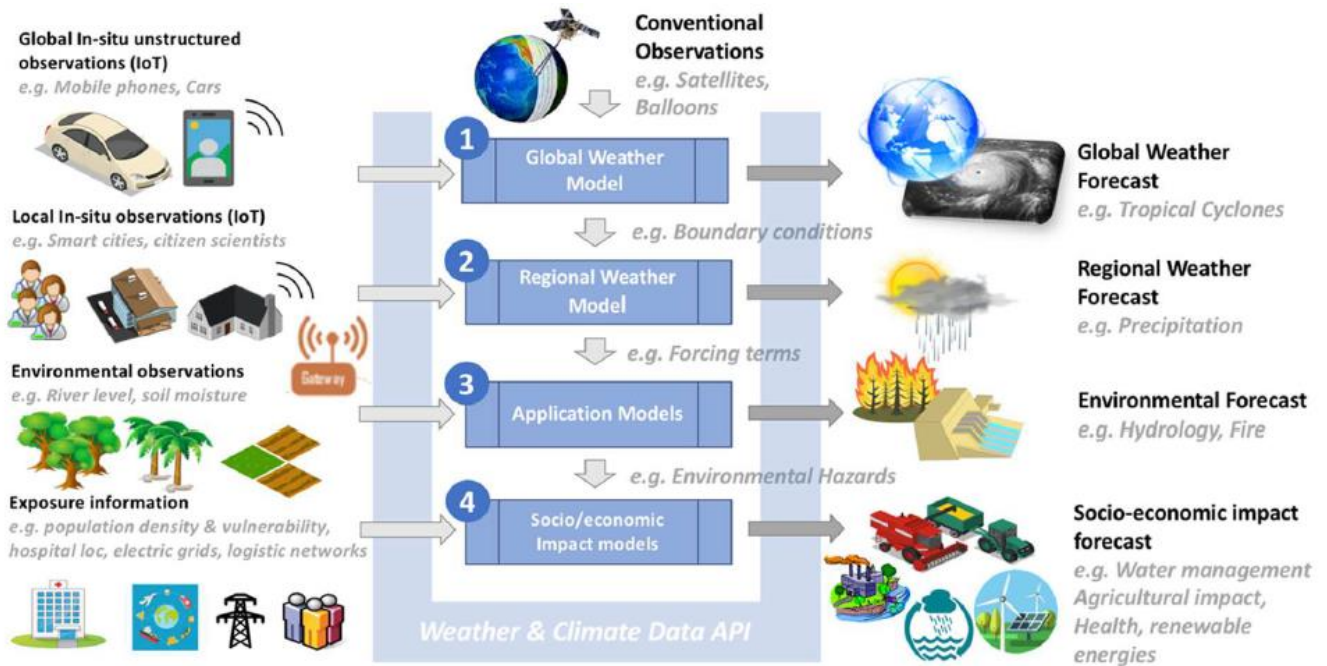 Global In-situ unstructured
observations (IoT)
e.g. Mobile phones, Cars
Local In-situ observations (IoT)
e.g. Smart cities, citizen scientists
Gateway
Environmental observations
e.g. River level, soil moisture
Exposure information
e.g. population density & vulnerability,
hospital loc, electric grids, logistic networks
Conventional
Observations
e.g. Satellites,
Balloons
1
Global Weather
Model
e.g. Boundary conditions
2
Regional Weather
Model
e.g. Forcing terms
3
Application Models
e.g. Environmental Hazards
4
Socio/economic
Impact models
Weather & Climate Data API
Global Weather
Forecast
e.g. Tropical Cyclones
Regional Weather
Forecast
e.g. Precipitation
Environmental Forecast
e.g. Hydrology, Fire
Socio-economic impact
forecast
e.g. Water management
Agricultural impact,
Health, renewable
energies